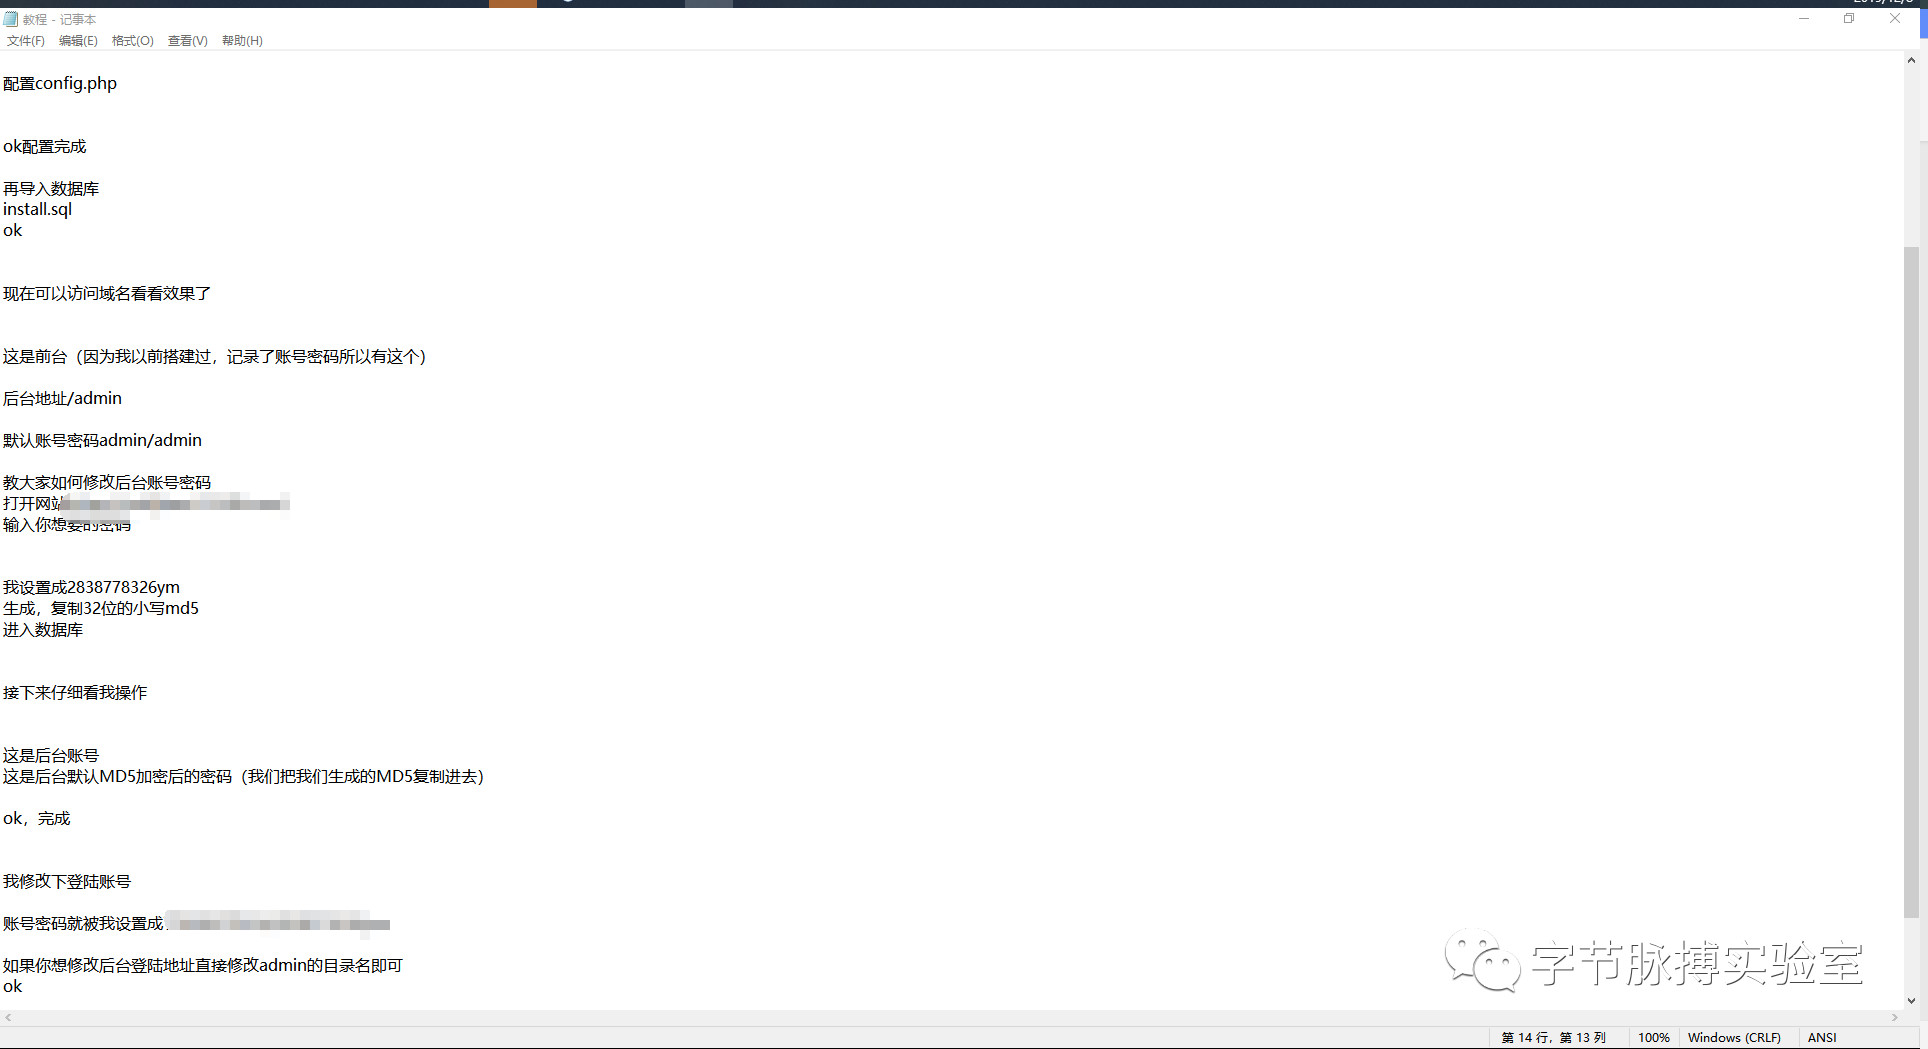 教程 - 记事本
文件(F) 编辑(E) 格式(O) 查看(V) 帮助(H)
配置config.php
ok配置完成
再导入数据库
install.sql
ok
现在可以访问域名看看效果了
这是前台（因为我以前搭建过，记录了账号密码所以有这个）
后台地址/admin
默认账号密码admin/admin
教大家如何修改后台账号密码
打开网站
输入你想要的密码
我设置成2838778326ym
生成，复制32位的小写md5
进入数据库
接下来仔细看我操作
这是后台账号
这是后台默认MD5加密后的密码（我们把我们生成的MD5复制进去）
ok，完成
我修改下登陆账号
账号密码就被我设置成
如果你想修改后台登陆地址直接修改admin的目录名即可
ok
字节脉搏实验室
第 14 行，第 13 列 100% Windows (CRLF) ANSI